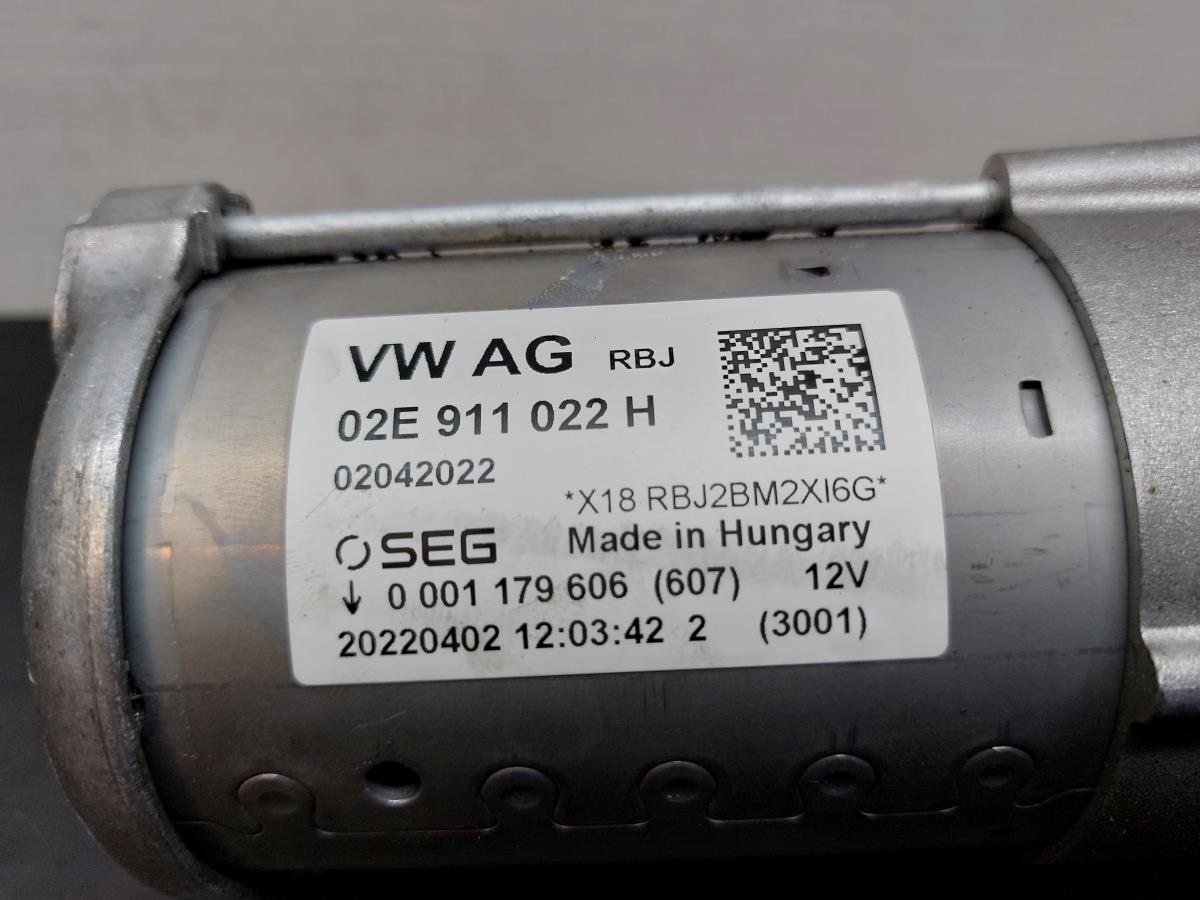 VW AG RBJ
02E 911 022 H
02042022
*X18 RBJ2BM2XI6G*
SEG Made in Hungary
↓ 0 001 179 606 (607) 12V
20220402 12:03:42 2 (3001)